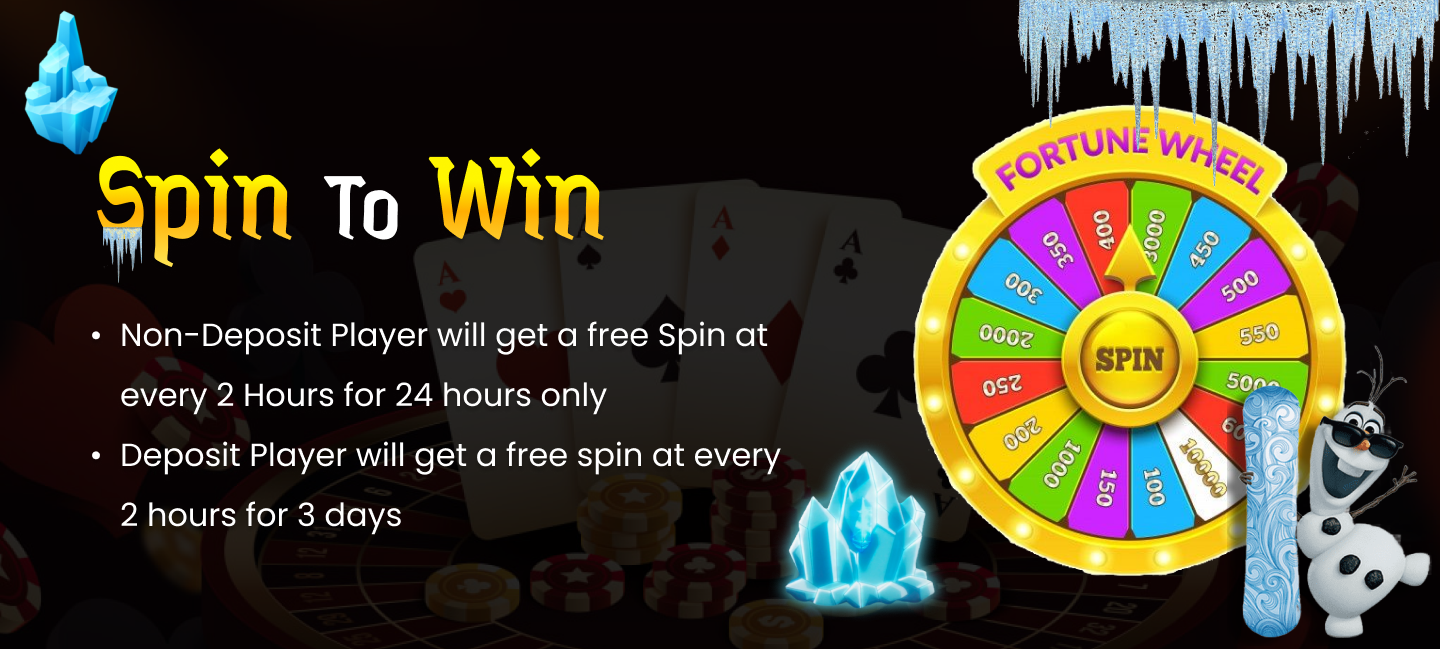 Spin To Win
• Non-Deposit Player will get a free Spin at
every 2 Hours for 24 hours only
• Deposit Player will get a free spin at every
2 hours for 3 days
FORTUNE WHEEL
SPIN
400
3000
450
500
550
5000
10000
100
150
1000
200
250
2000
300
350
A
A
A
A